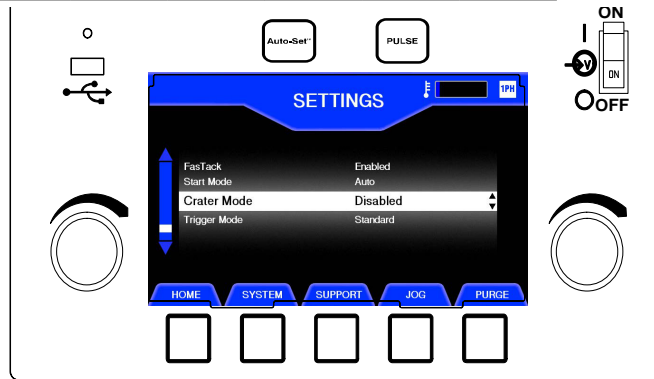 ON
Auto-Set™
PULSE
V
ON
OFF
SETTINGS
1PH
FasTack Enabled
Start Mode Auto
Crater Mode Disabled
Trigger Mode Standard
HOME SYSTEM SUPPORT JOG PURGE